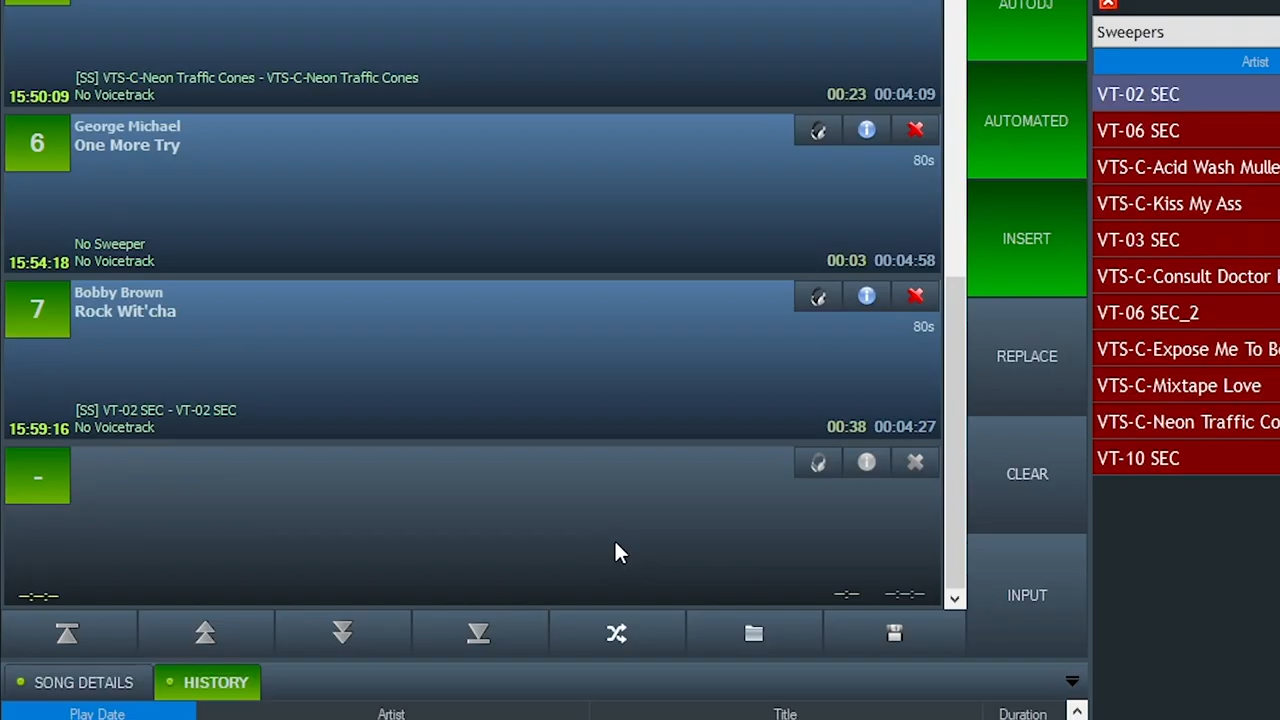 [SS] VTS-C-Neon Traffic Cones - VTS-C-Neon Traffic Cones
15:50:09 No Voicetrack 00:23 00:04:09
6 George Michael
One More Try
80s
No Sweeper
15:54:18 No Voicetrack 00:03 00:04:58
7 Bobby Brown
Rock Wit'cha
80s
[SS] VT-02 SEC - VT-02 SEC
15:59:16 No Voicetrack 00:38 00:04:27
-
--:--:-- --:-- --:--:--
AUTODJ
AUTOMATED
INSERT
REPLACE
CLEAR
INPUT
Sweepers
Artist
VT-02 SEC
VT-06 SEC
VTS-C-Acid Wash Mulle
VTS-C-Kiss My Ass
VT-03 SEC
VTS-C-Consult Doctor
VT-06 SEC_2
VTS-C-Expose Me To B
VTS-C-Mixtape Love
VTS-C-Neon Traffic Co
VT-10 SEC
SONG DETAILS HISTORY
Play Date Artist Title Duration